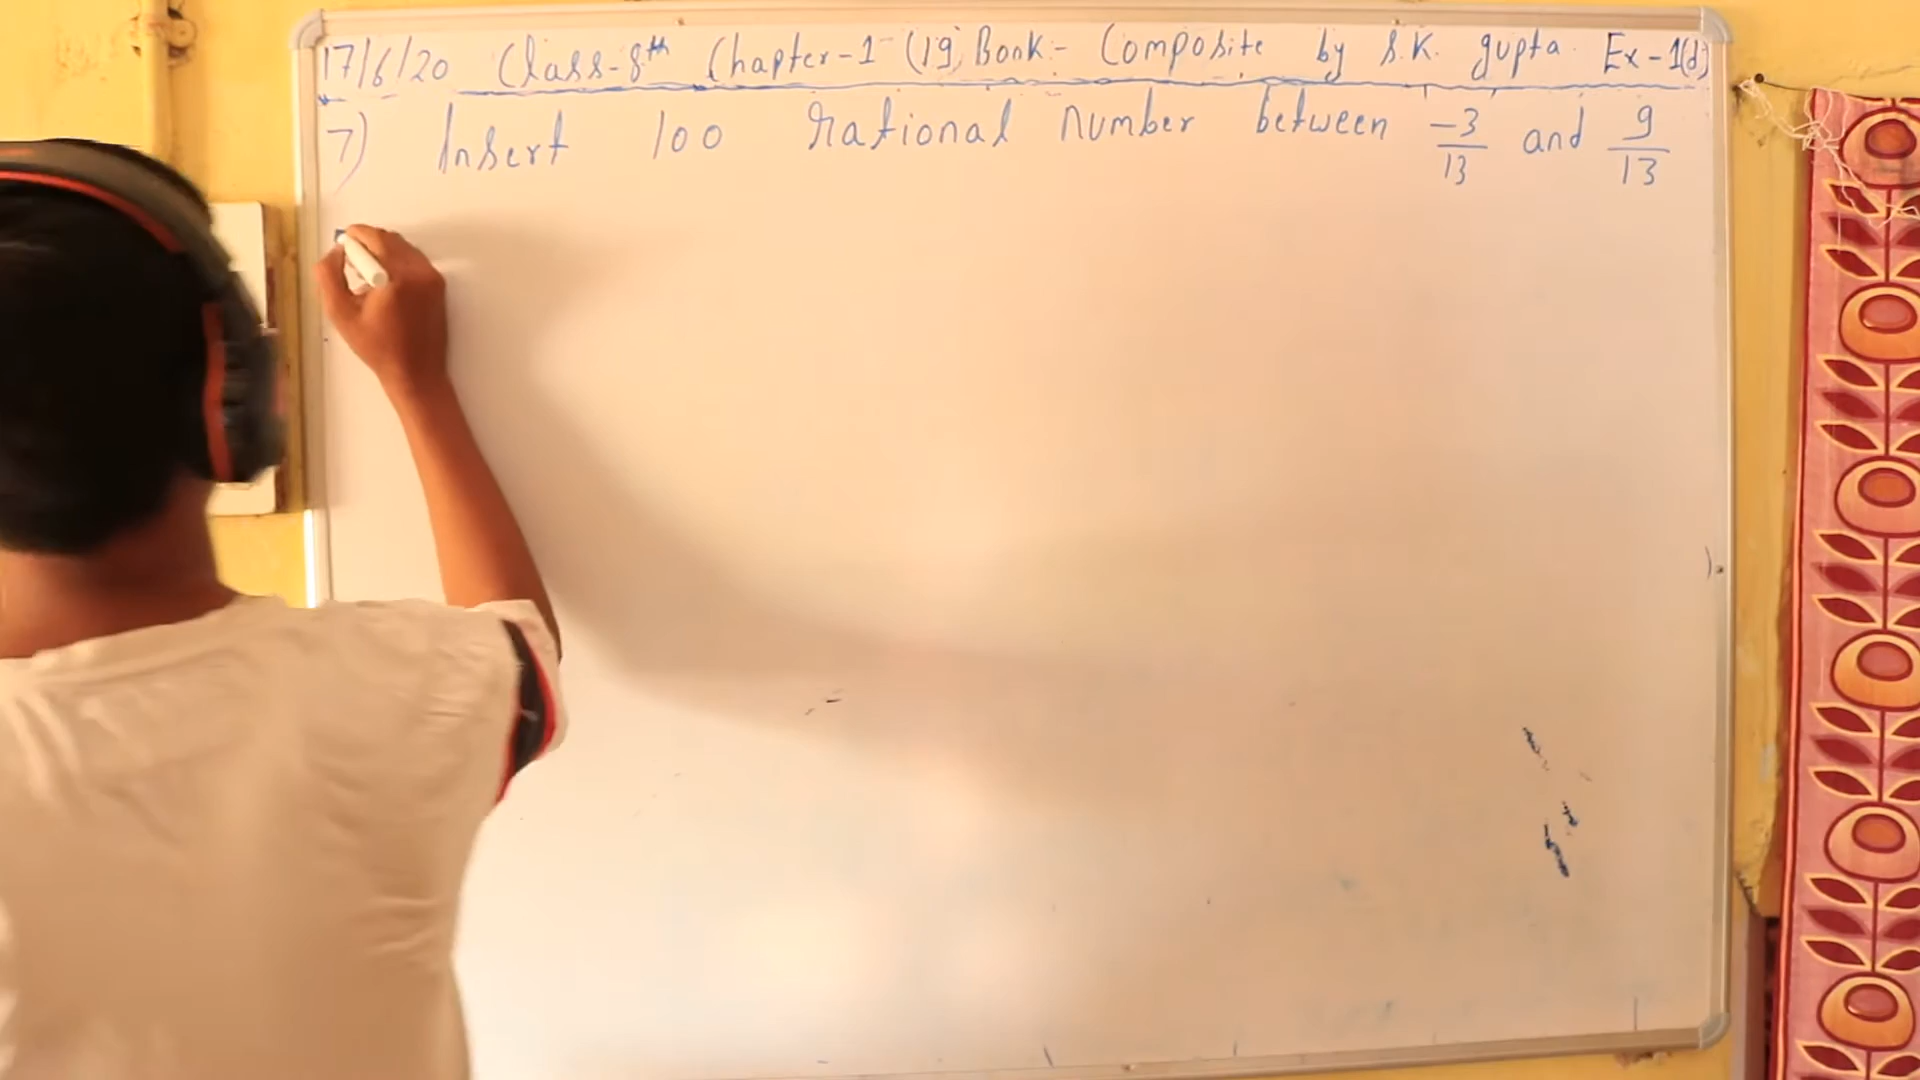 17/6/20 Class-8th Chapter-1 (19) Book:- Composite by S.K. gupta. Ex-1(d)
7) Insert 100 rational number between -3/13 and 9/13